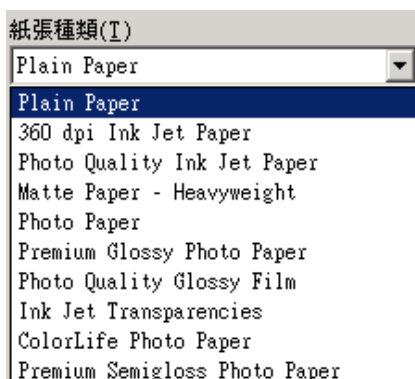 紙張種類(T)
Plain Paper
Plain Paper
360 dpi Ink Jet Paper
Photo Quality Ink Jet Paper
Matte Paper - Heavyweight
Photo Paper
Premium Glossy Photo Paper
Photo Quality Glossy Film
Ink Jet Transparencies
ColorLife Photo Paper
Premium Semigloss Photo Paper